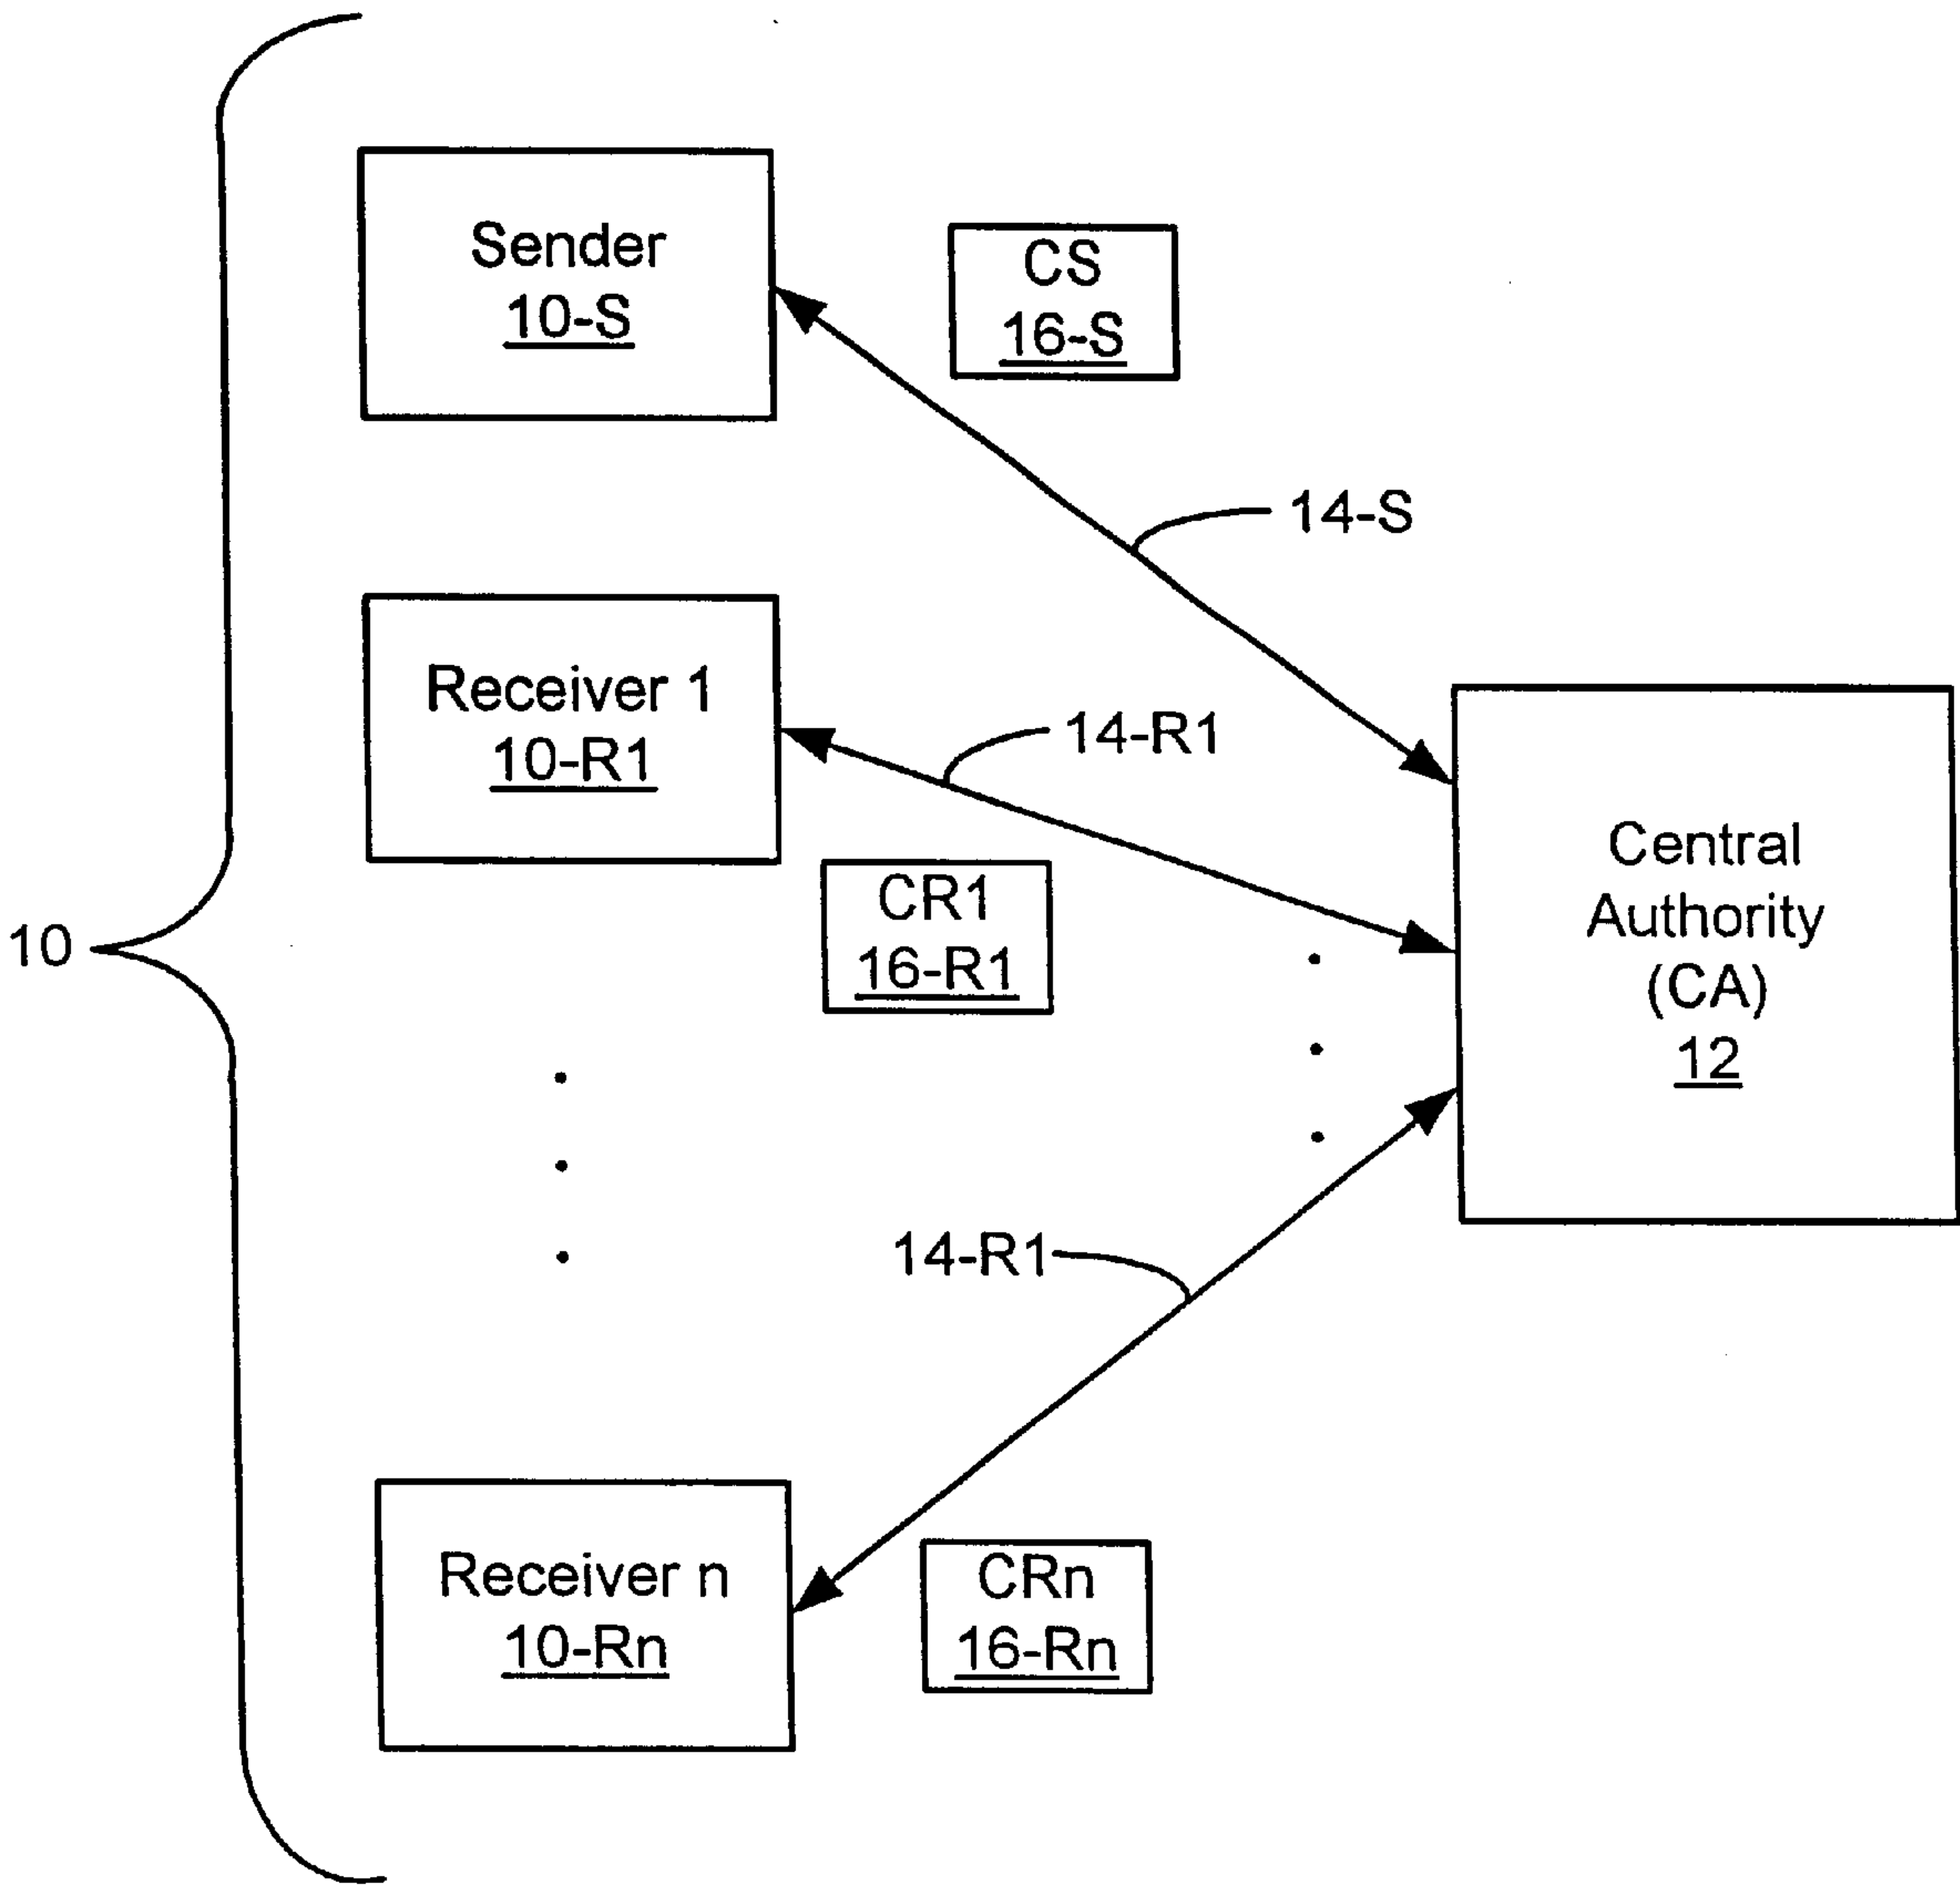 Sender
10-S
CS
16-S
14-S
Receiver 1
10-R1
14-R1
CR1
16-R1
Central
Authority
(CA)
12
10
14-R1
Receiver n
10-Rn
CRn
16-Rn